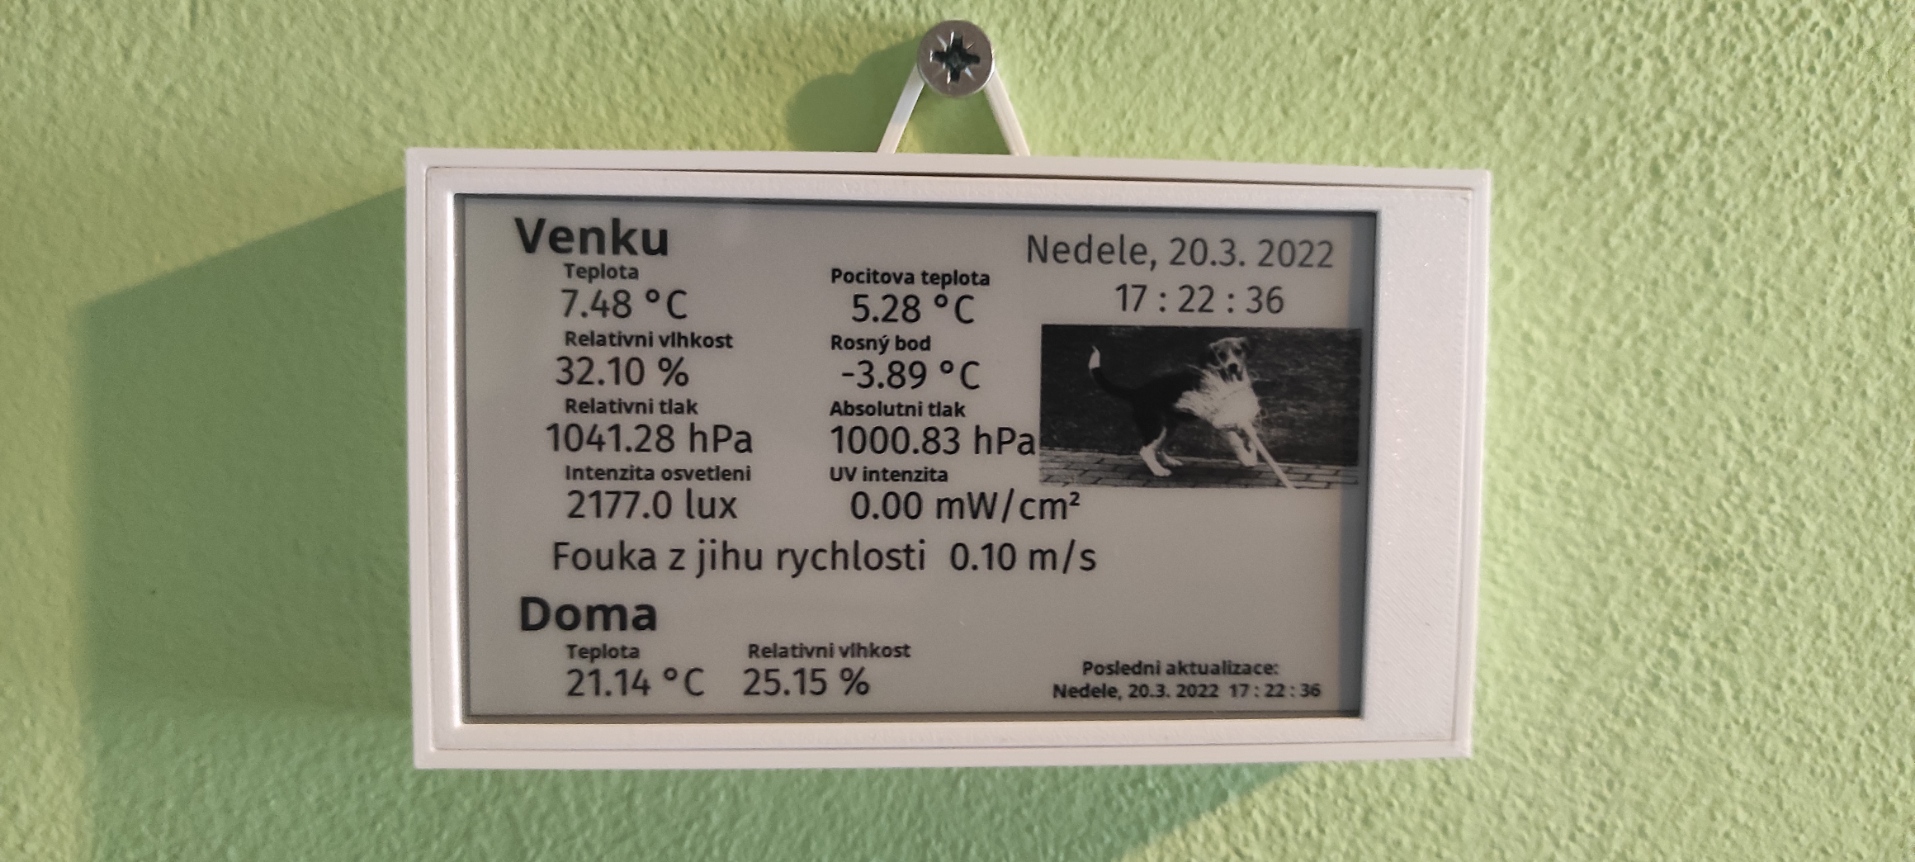 Venku
Nedele, 20.3. 2022
17 : 22 : 36
Teplota
Pocitova teplota
7.48 °C
5.28 °C
Relativni vlhkost
Rosný bod
32.10 %
-3.89 °C
Relativni tlak
Absolutni tlak
1041.28 hPa
1000.83 hPa
Intenzita osvetleni
UV intenzita
2177.0 lux
0.00 mW/cm²
Fouka z jihu rychlosti 0.10 m/s
Doma
Teplota
Relativni vlhkost
21.14 °C
25.15 %
Posledni aktualizace:
Nedele, 20.3. 2022 17 : 22 : 36